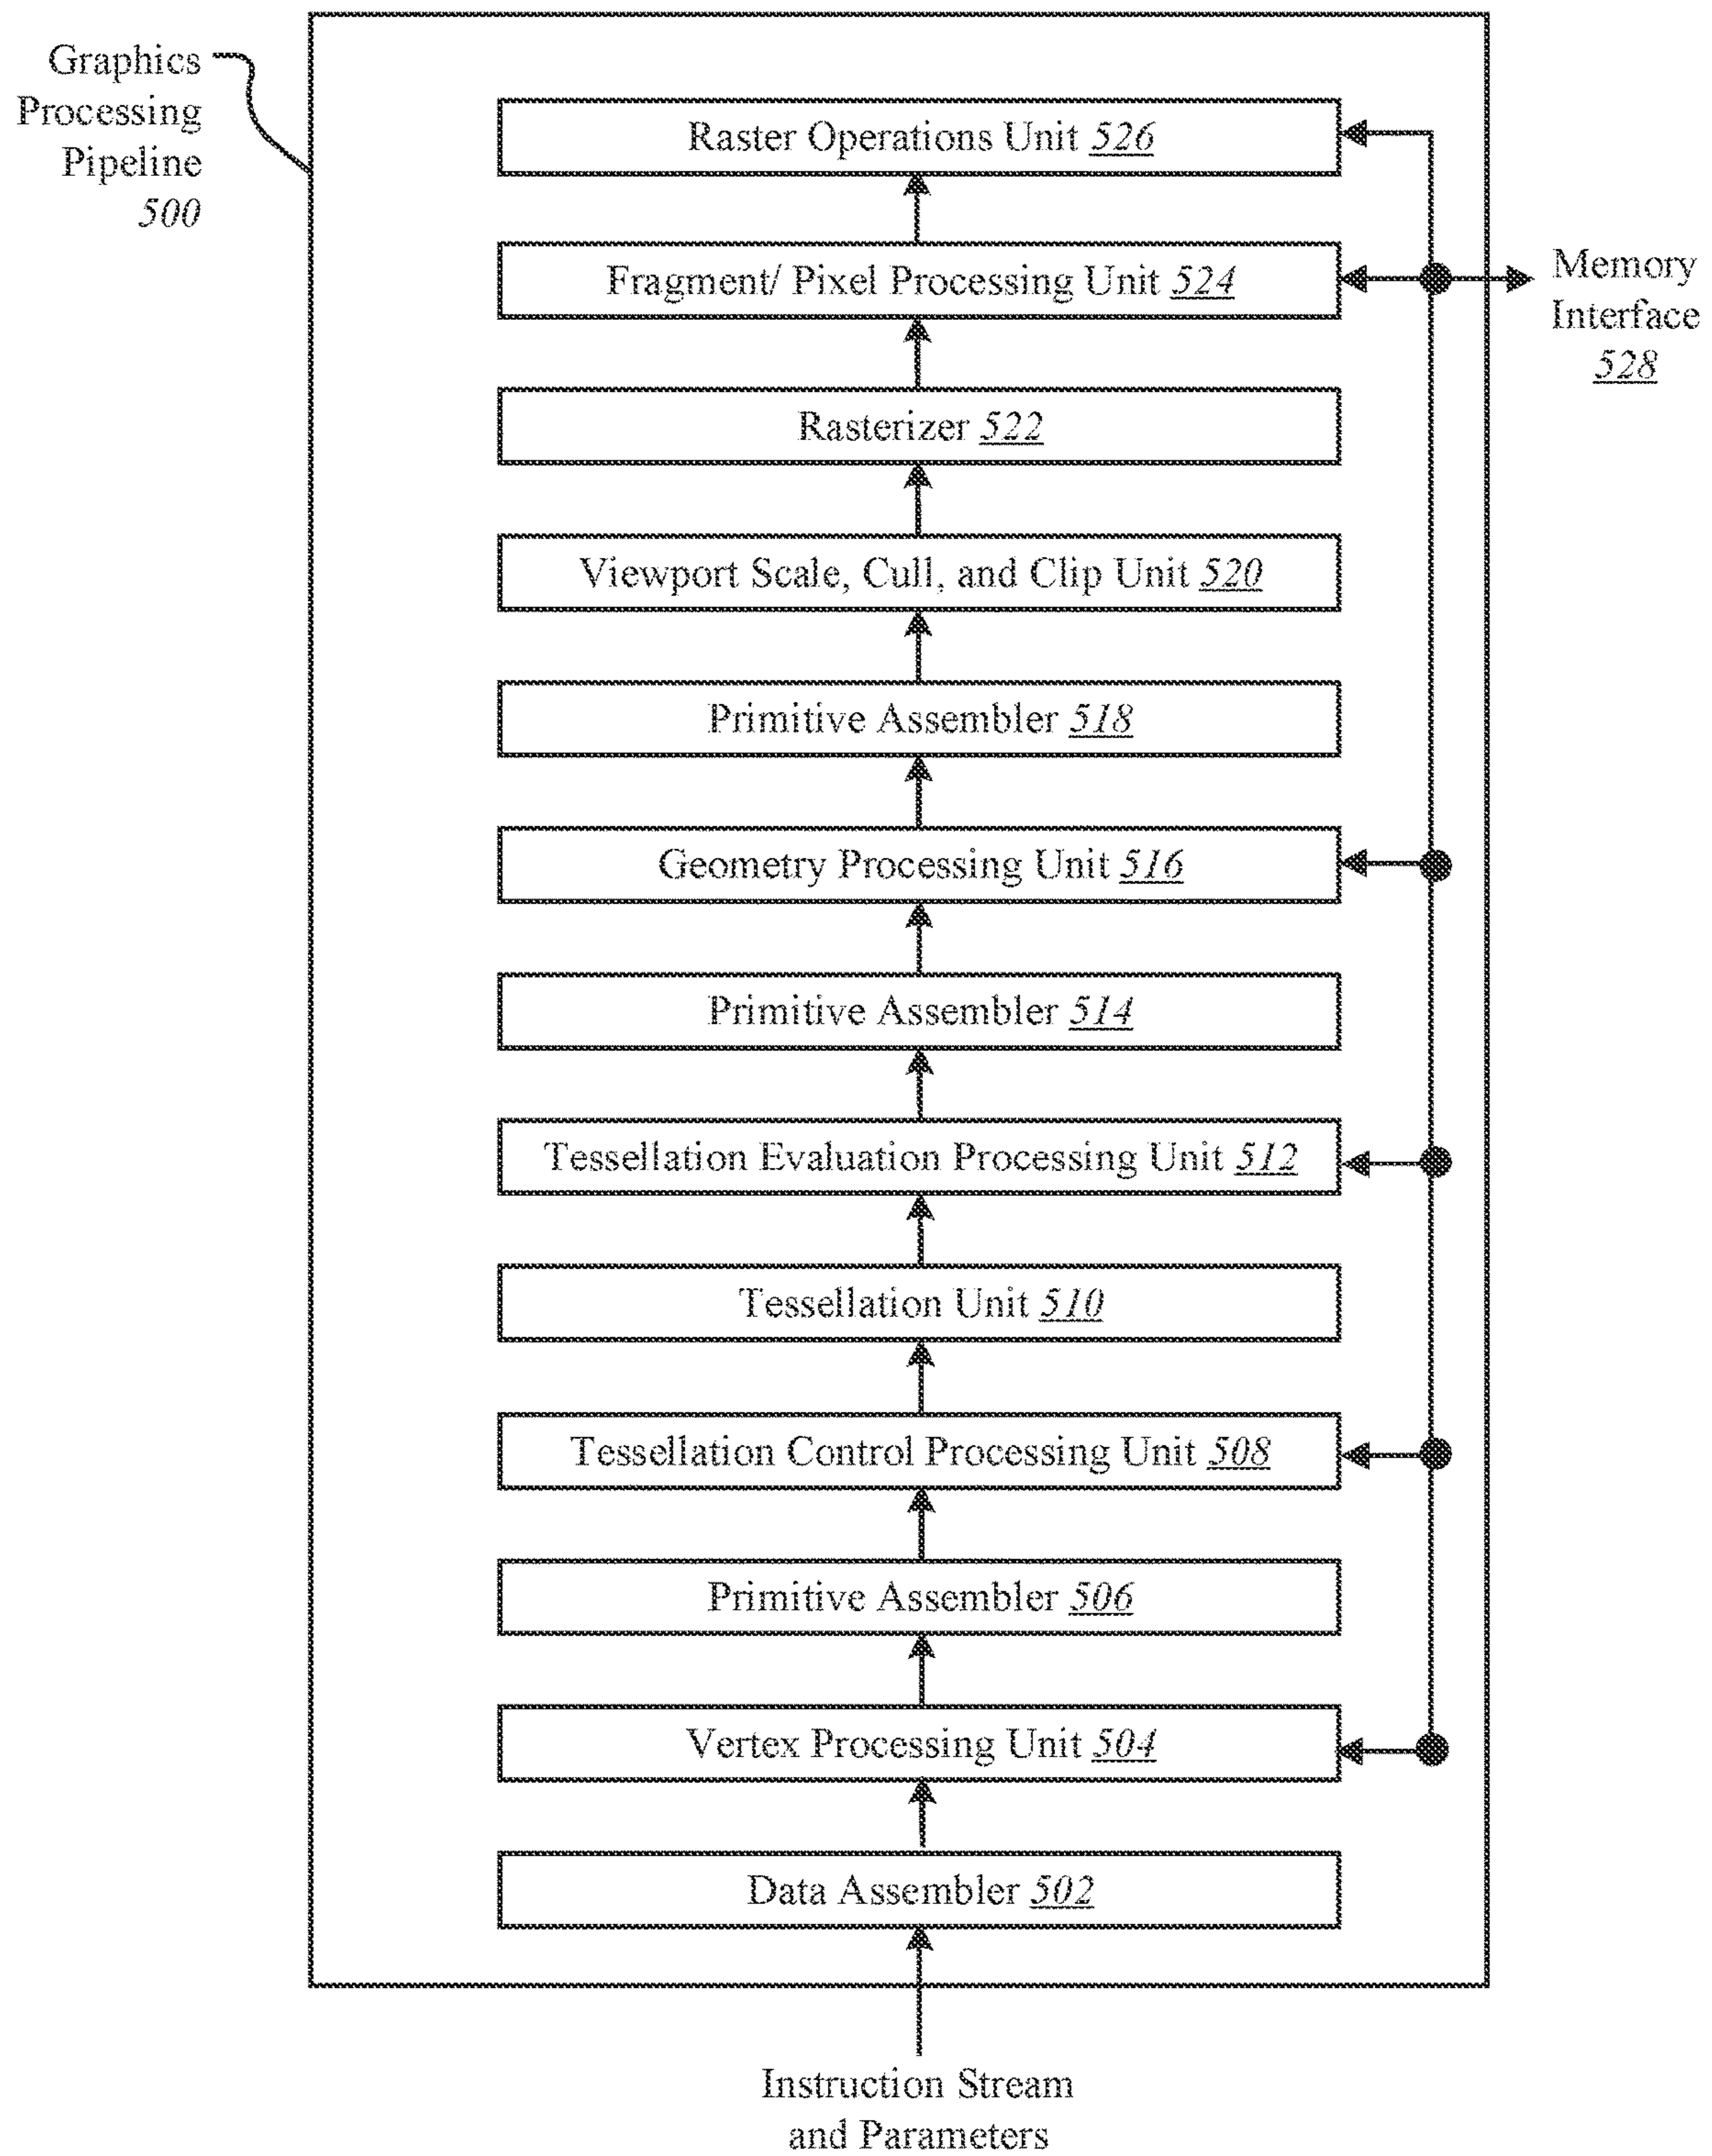 Graphics
Processing
Pipeline
500
Raster Operations Unit 526
Fragment/ Pixel Processing Unit 524
Memory
Interface
528
Rasterizer 522
Viewport Scale, Cull, and Clip Unit 520
Primitive Assembler 518
Geometry Processing Unit 516
Primitive Assembler 514
Tessellation Evaluation Processing Unit 512
Tessellation Unit 510
Tessellation Control Processing Unit 508
Primitive Assembler 506
Vertex Processing Unit 504
Data Assembler 502
Instruction Stream
and Parameters